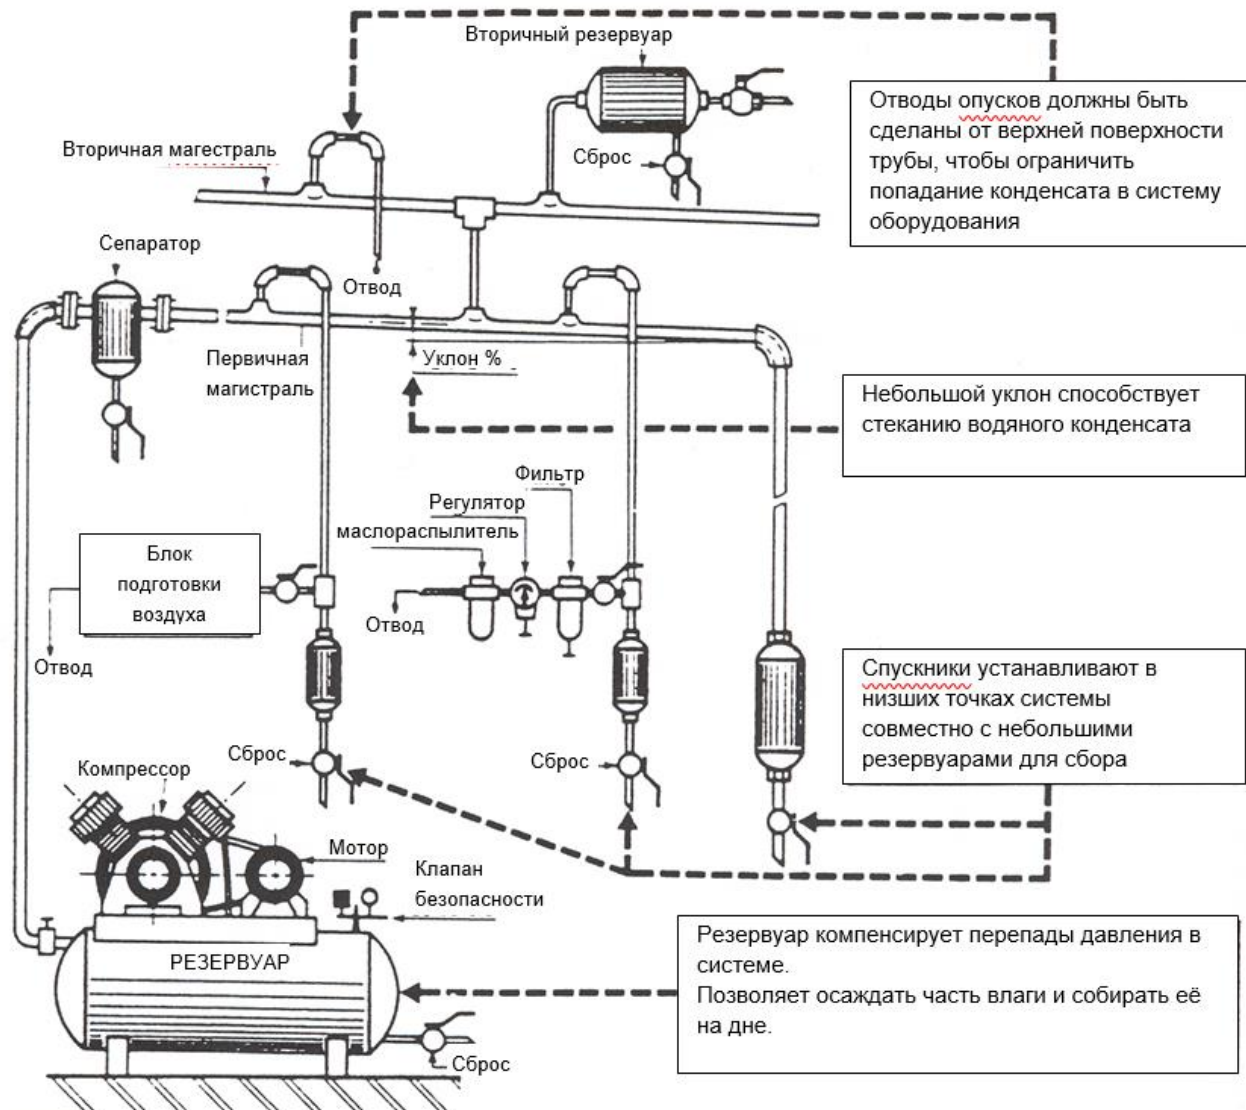 Вторичный резервуар
Отводы опусков должны быть
сделаны от верхней поверхности
трубы, чтобы ограничить
попадание конденсата в систему
оборудования
Вторичная магестраль
Сброс
Сепаратор
Отвод
Первичная
магистраль
Уклон %
Небольшой уклон способствует
стеканию водяного конденсата
Фильтр
Регулятор
маслораспылитель
Блок
подготовки
воздуха
Отвод
Отвод
Спускники устанавливают в
низших точках системы
совместно с небольшими
резервуарами для сбора
Сброс
Сброс
Компрессор
Мотор
Клапан
безопасности
РЕЗЕРВУАР
Резервуар компенсирует перепады давления в
системе.
Позволяет осаждать часть влаги и собирать её
на дне.
Сброс